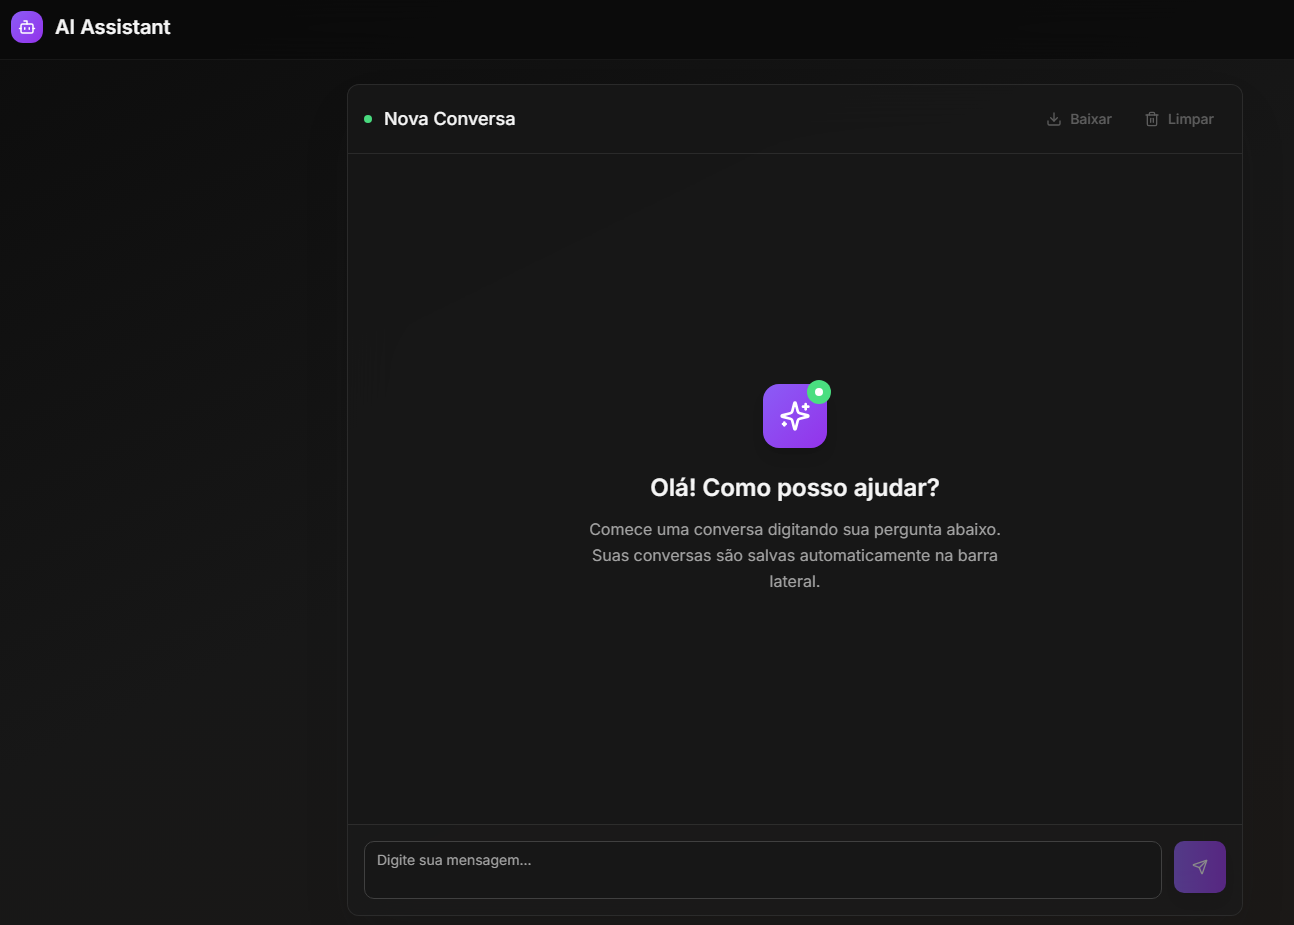 AI Assistant
Nova Conversa
Baixar
Limpar
Olá! Como posso ajudar?
Comece uma conversa digitando sua pergunta abaixo.
Suas conversas são salvas automaticamente na barra
lateral.
Digite sua mensagem...